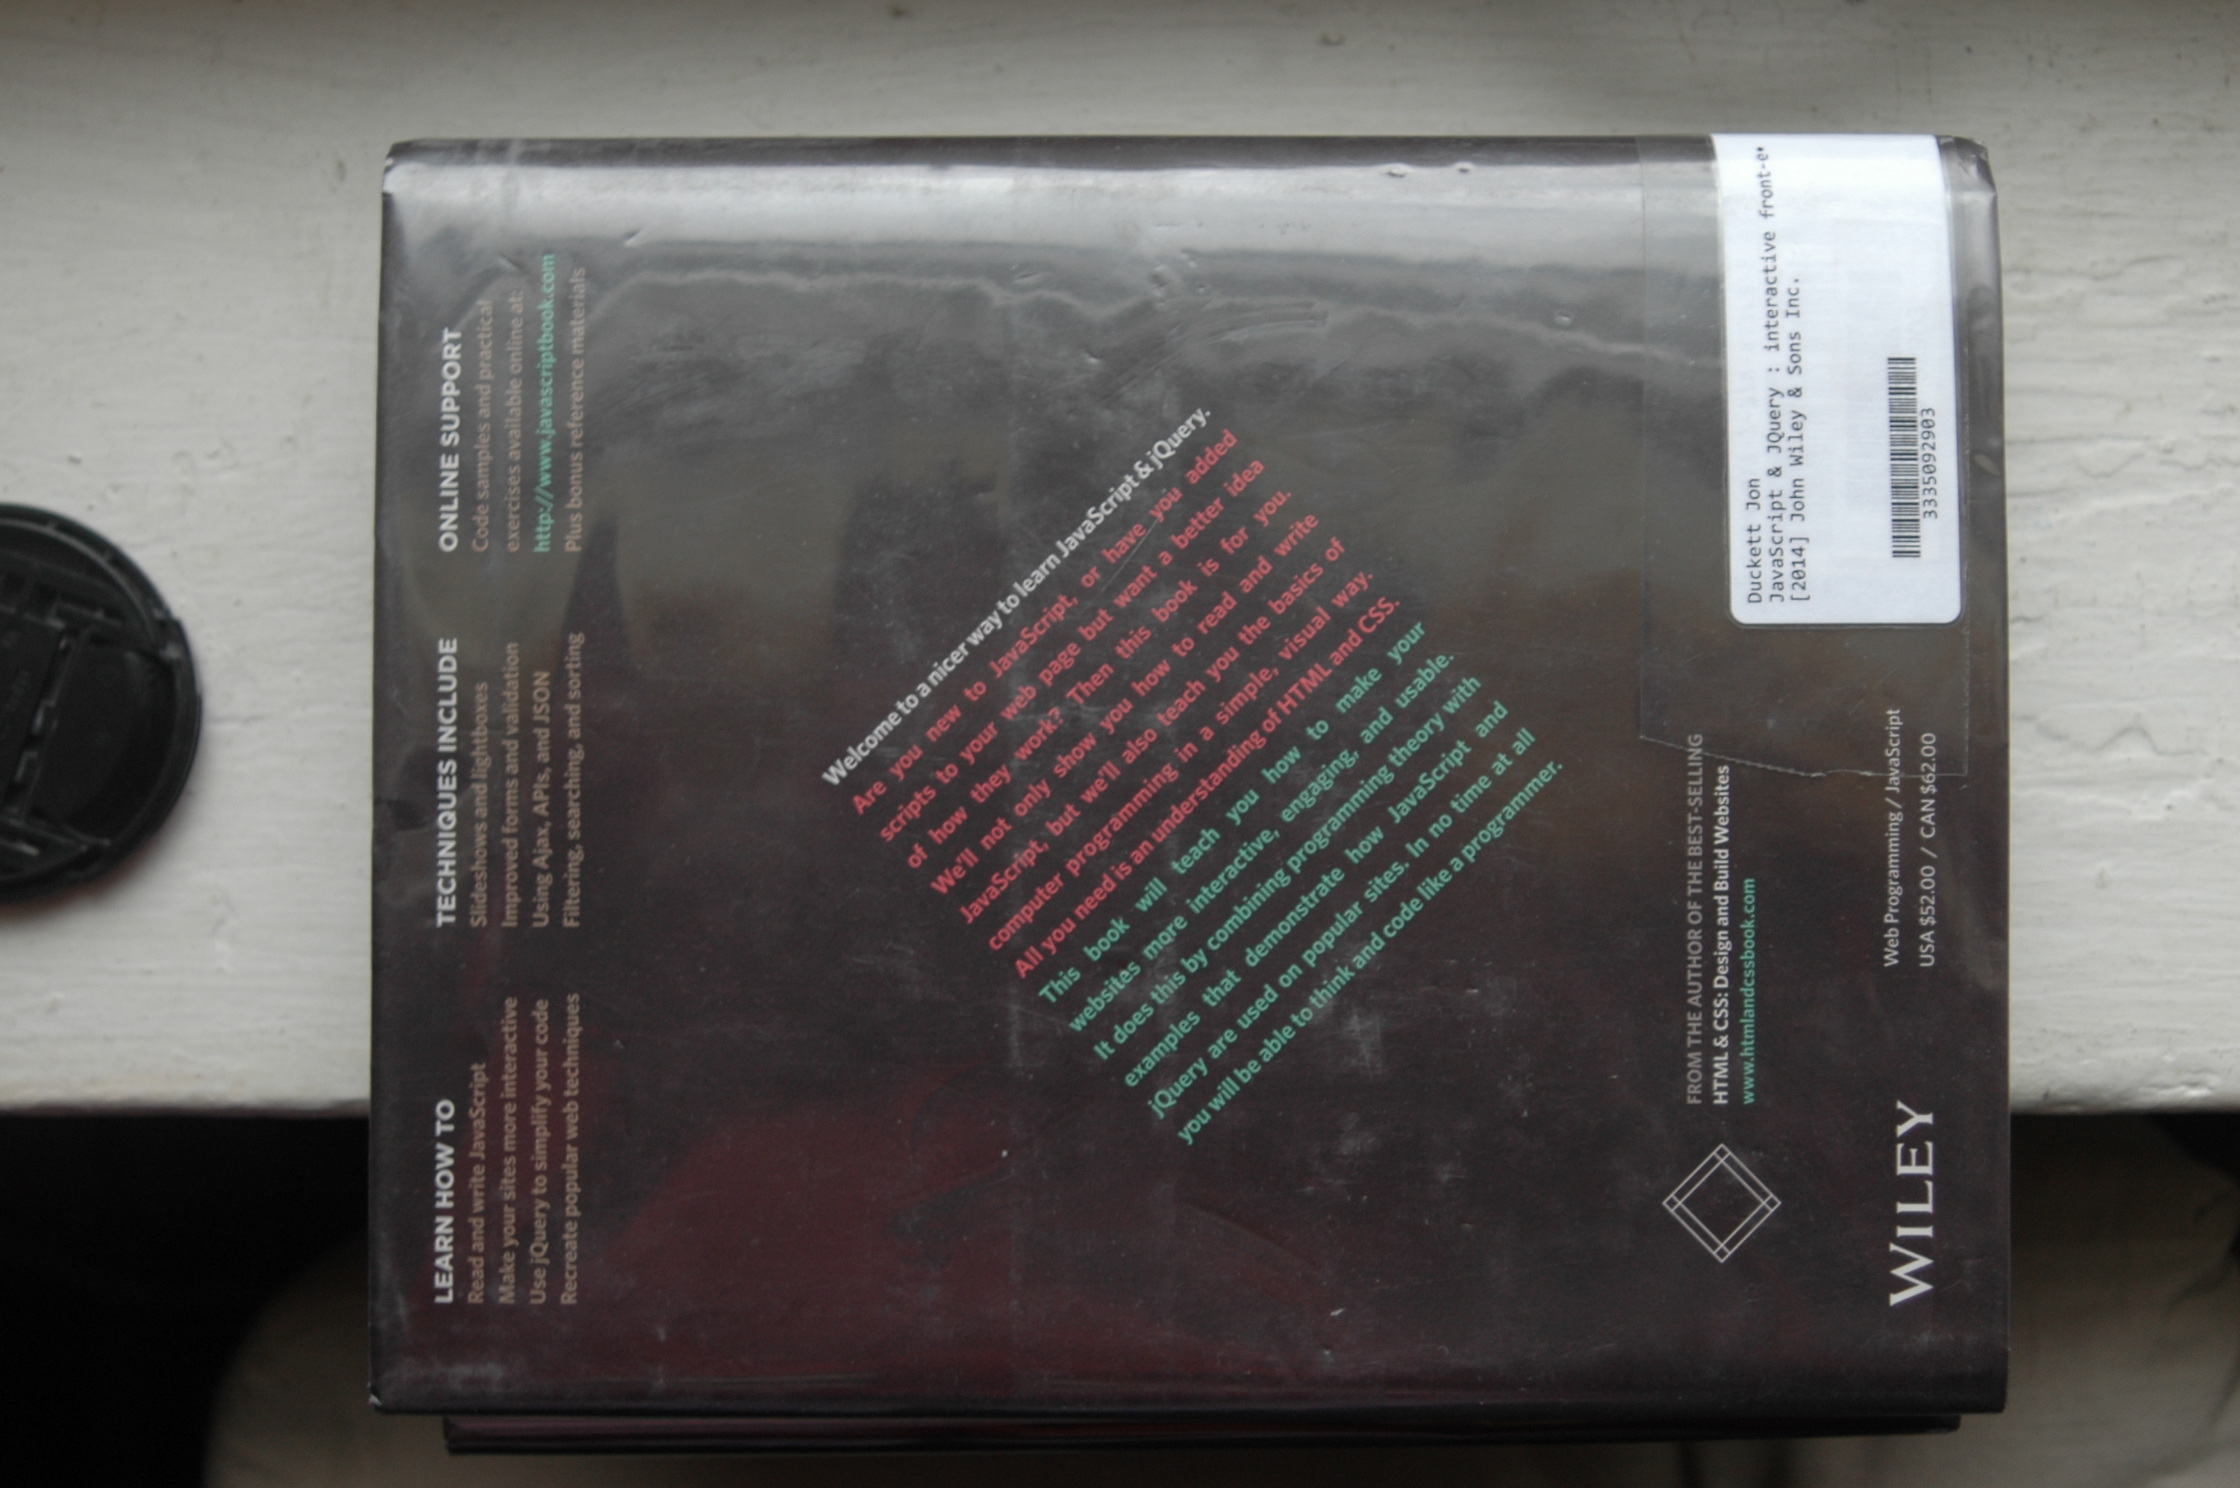 LEARN HOW TO
Read and write JavaScript
Make your sites more interactive
Use jQuery to simplify your code
Recreate popular web techniques
TECHNIQUES INCLUDE
Slideshows and lightboxes
Improved forms and validation
Using Ajax, APIs, and JSON
Filtering, searching, and sorting
ONLINE SUPPORT
Code samples and practical
exercises available online at:
http://www.javascriptbook.com
Plus bonus reference materials
Welcome to a nicer way to learn JavaScript & jQuery.
Are you new to JavaScript, or have you added
scripts to your web page but want a better idea
of how they work? Then this book is for you.
We'll not only show you how to read and write
JavaScript, but we'll also teach you the basics of
computer programming in a simple, visual way.
All you need is an understanding of HTML and CSS.
This book will teach you how to make your
websites more interactive, engaging, and usable.
It does this by combining programming theory with
examples that demonstrate how JavaScript and
jQuery are used on popular sites. In no time at all
you will be able to think and code like a programmer.
FROM THE AUTHOR OF THE BEST-SELLING
HTML & CSS: Design and Build Websites
www.htmlandcssbook.com
WILEY
Web Programming / JavaScript
USA $52.00 / CAN $62.00
Duckett Jon
JavaScript & JQuery : interactive front-e
[2014] John Wiley & Sons Inc.
3335092903